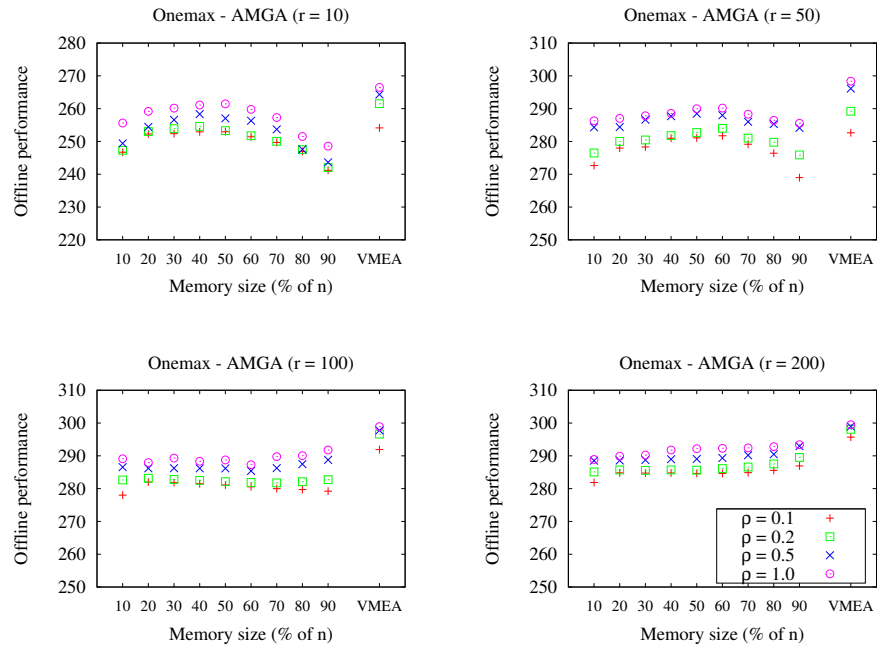 Onemax - AMGA (r = 10)
280
270
260
250
240
230
220
Offline performance
10 20 30 40 50 60 70 80 90 VMEA
Memory size (% of n)
Onemax - AMGA (r = 50)
310
300
290
280
270
260
250
Offline performance
10 20 30 40 50 60 70 80 90 VMEA
Memory size (% of n)
Onemax - AMGA (r = 100)
320
310
300
290
280
270
260
250
Offline performance
10 20 30 40 50 60 70 80 90 VMEA
Memory size (% of n)
Onemax - AMGA (r = 200)
320
310
300
290
280
270
260
250
Offline performance
ρ = 0.1
ρ = 0.2
ρ = 0.5
ρ = 1.0
10 20 30 40 50 60 70 80 90 VMEA
Memory size (% of n)